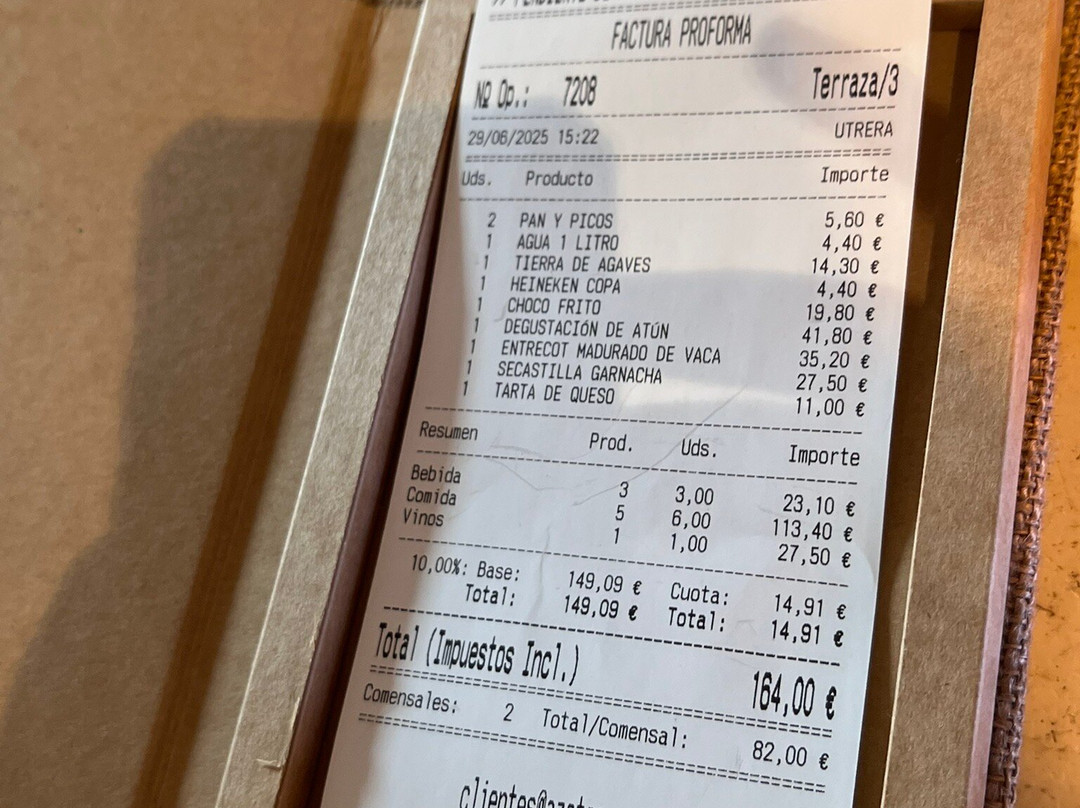 FACTURA PROFORMA
Nº Op.: 7208 Terraza/3
29/06/2025 15:22 UTRERA
Uds. Producto Importe
2 PAN Y PICOS 5,60 €
1 AGUA 1 LITRO 4,40 €
1 TIERRA DE AGAVES 14,30 €
1 HEINEKEN COPA 4,40 €
1 CHOCO FRITO 19,80 €
1 DEGUSTACIÓN DE ATÚN 41,80 €
1 ENTRECOT MADURADO DE VACA 35,20 €
1 SECASTILLA GARNACHA 27,50 €
1 TARTA DE QUESO 11,00 €
Resumen Prod. Uds. Importe
Bebida 3 3,00 23,10 €
Comida 5 6,00 113,40 €
Vinos 1 1,00 27,50 €
10,00%: Base: 149,09 € Cuota: 14,91 €
Total: 149,09 € Total: 14,91 €
Total (Impuestos Incl.) 164,00 €
Comensales: 2 Total/Comensal: 82,00 €